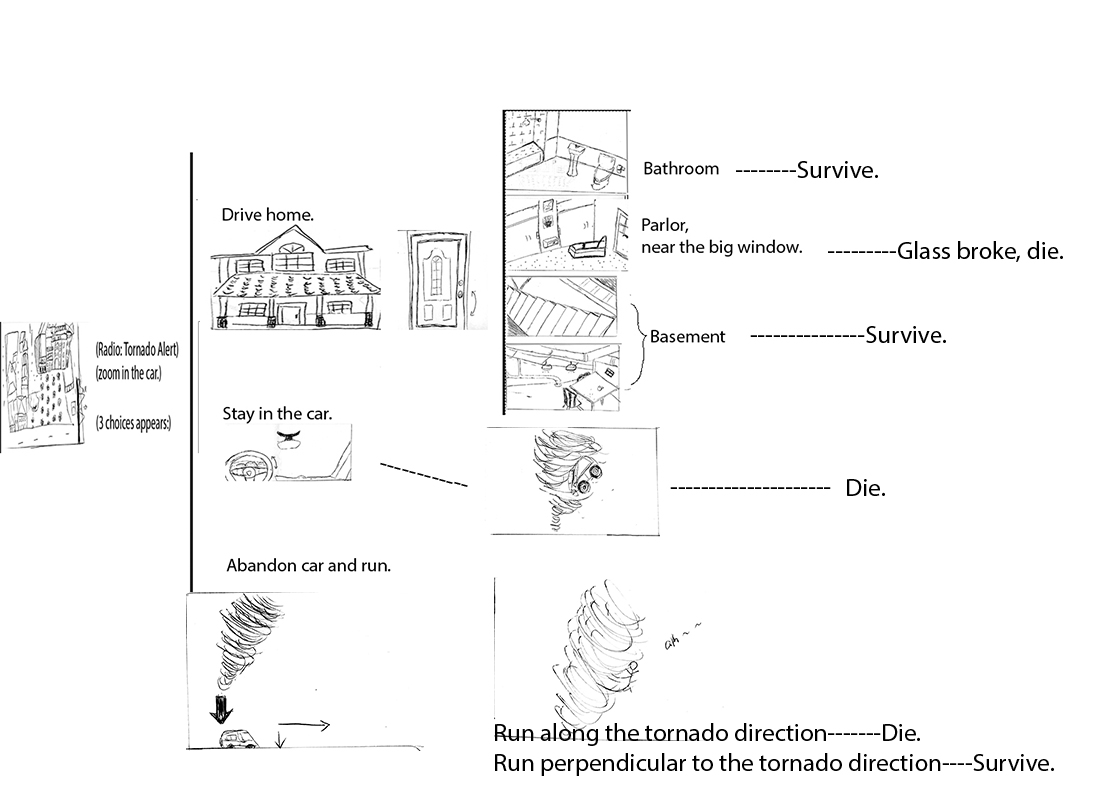 (Radio: Tornado Alert)
(zoom in the car.)
(3 choices appears:)
Drive home.
Bathroom --------Survive.
Parlor,
near the big window. ---------Glass broke, die.
Basement ---------------Survive.
Stay in the car.
--------------------- Die.
Abandon car and run.
ah~ ~
Run along the tornado direction-------Die.
Run perpendicular to the tornado direction----Survive.